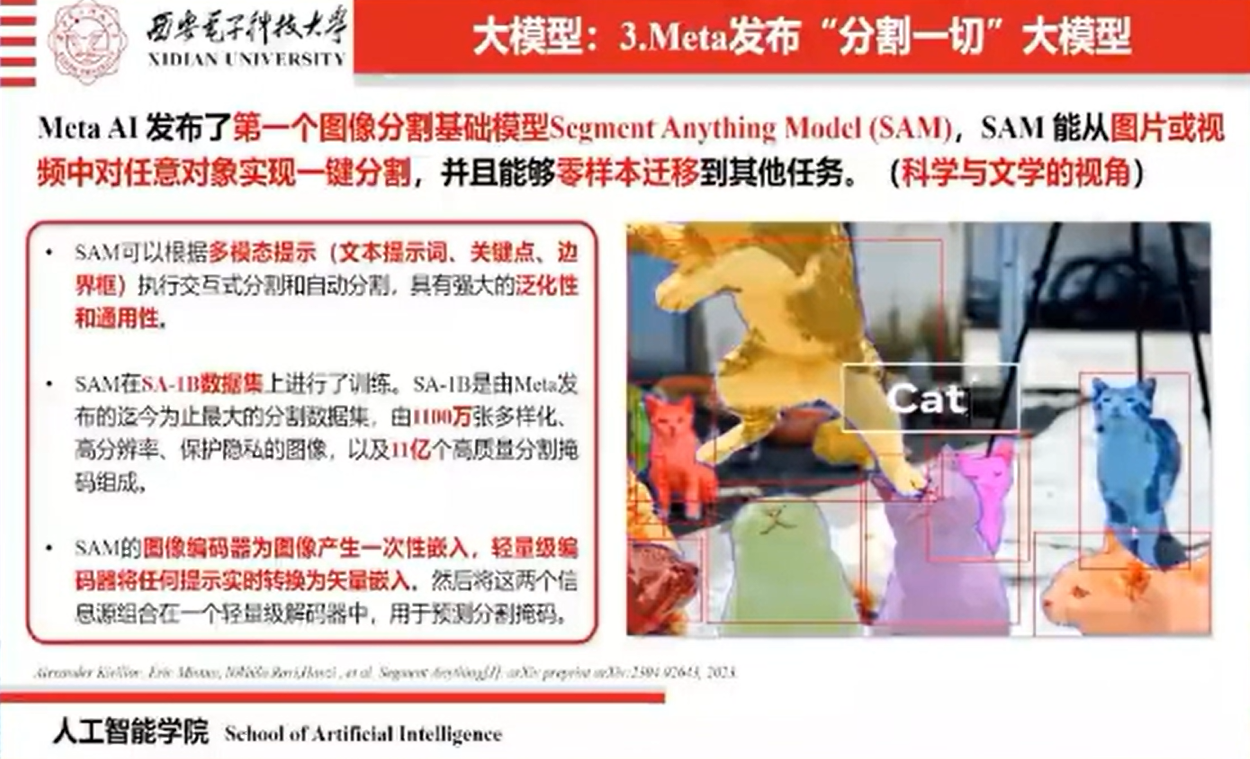 西安电子科技大学
XIDIAN UNIVERSITY
大模型：3.Meta发布“分割一切”大模型
Meta AI 发布了第一个图像分割基础模型Segment Anything Model (SAM)，SAM 能从图片或视
频中对任意对象实现一键分割，并且能够零样本迁移到其他任务。（科学与文学的视角）
• SAM可以根据多模态提示（文本提示词、关键点、边
界框）执行交互式分割和自动分割，具有强大的泛化性
和通用性。
• SAM在SA-1B数据集上进行了训练。SA-1B是由Meta发
布的迄今为止最大的分割数据集，由1100万张多样化、
高分辨率、保护隐私的图像，以及11亿个高质量分割掩
码组成。
• SAM的图像编码器为图像产生一次性嵌入，轻量级编
码器将任何提示实时转换为矢量嵌入。然后将这两个信
息源组合在一个轻量级解码器中，用于预测分割掩码。
Cat
Alexander Kirillov, Eric Mintun, Nikhila Ravi, et al. Segment Anything[J]. arXiv preprint arXiv:2304.02643, 2023.
人工智能学院 School of Artificial Intelligence